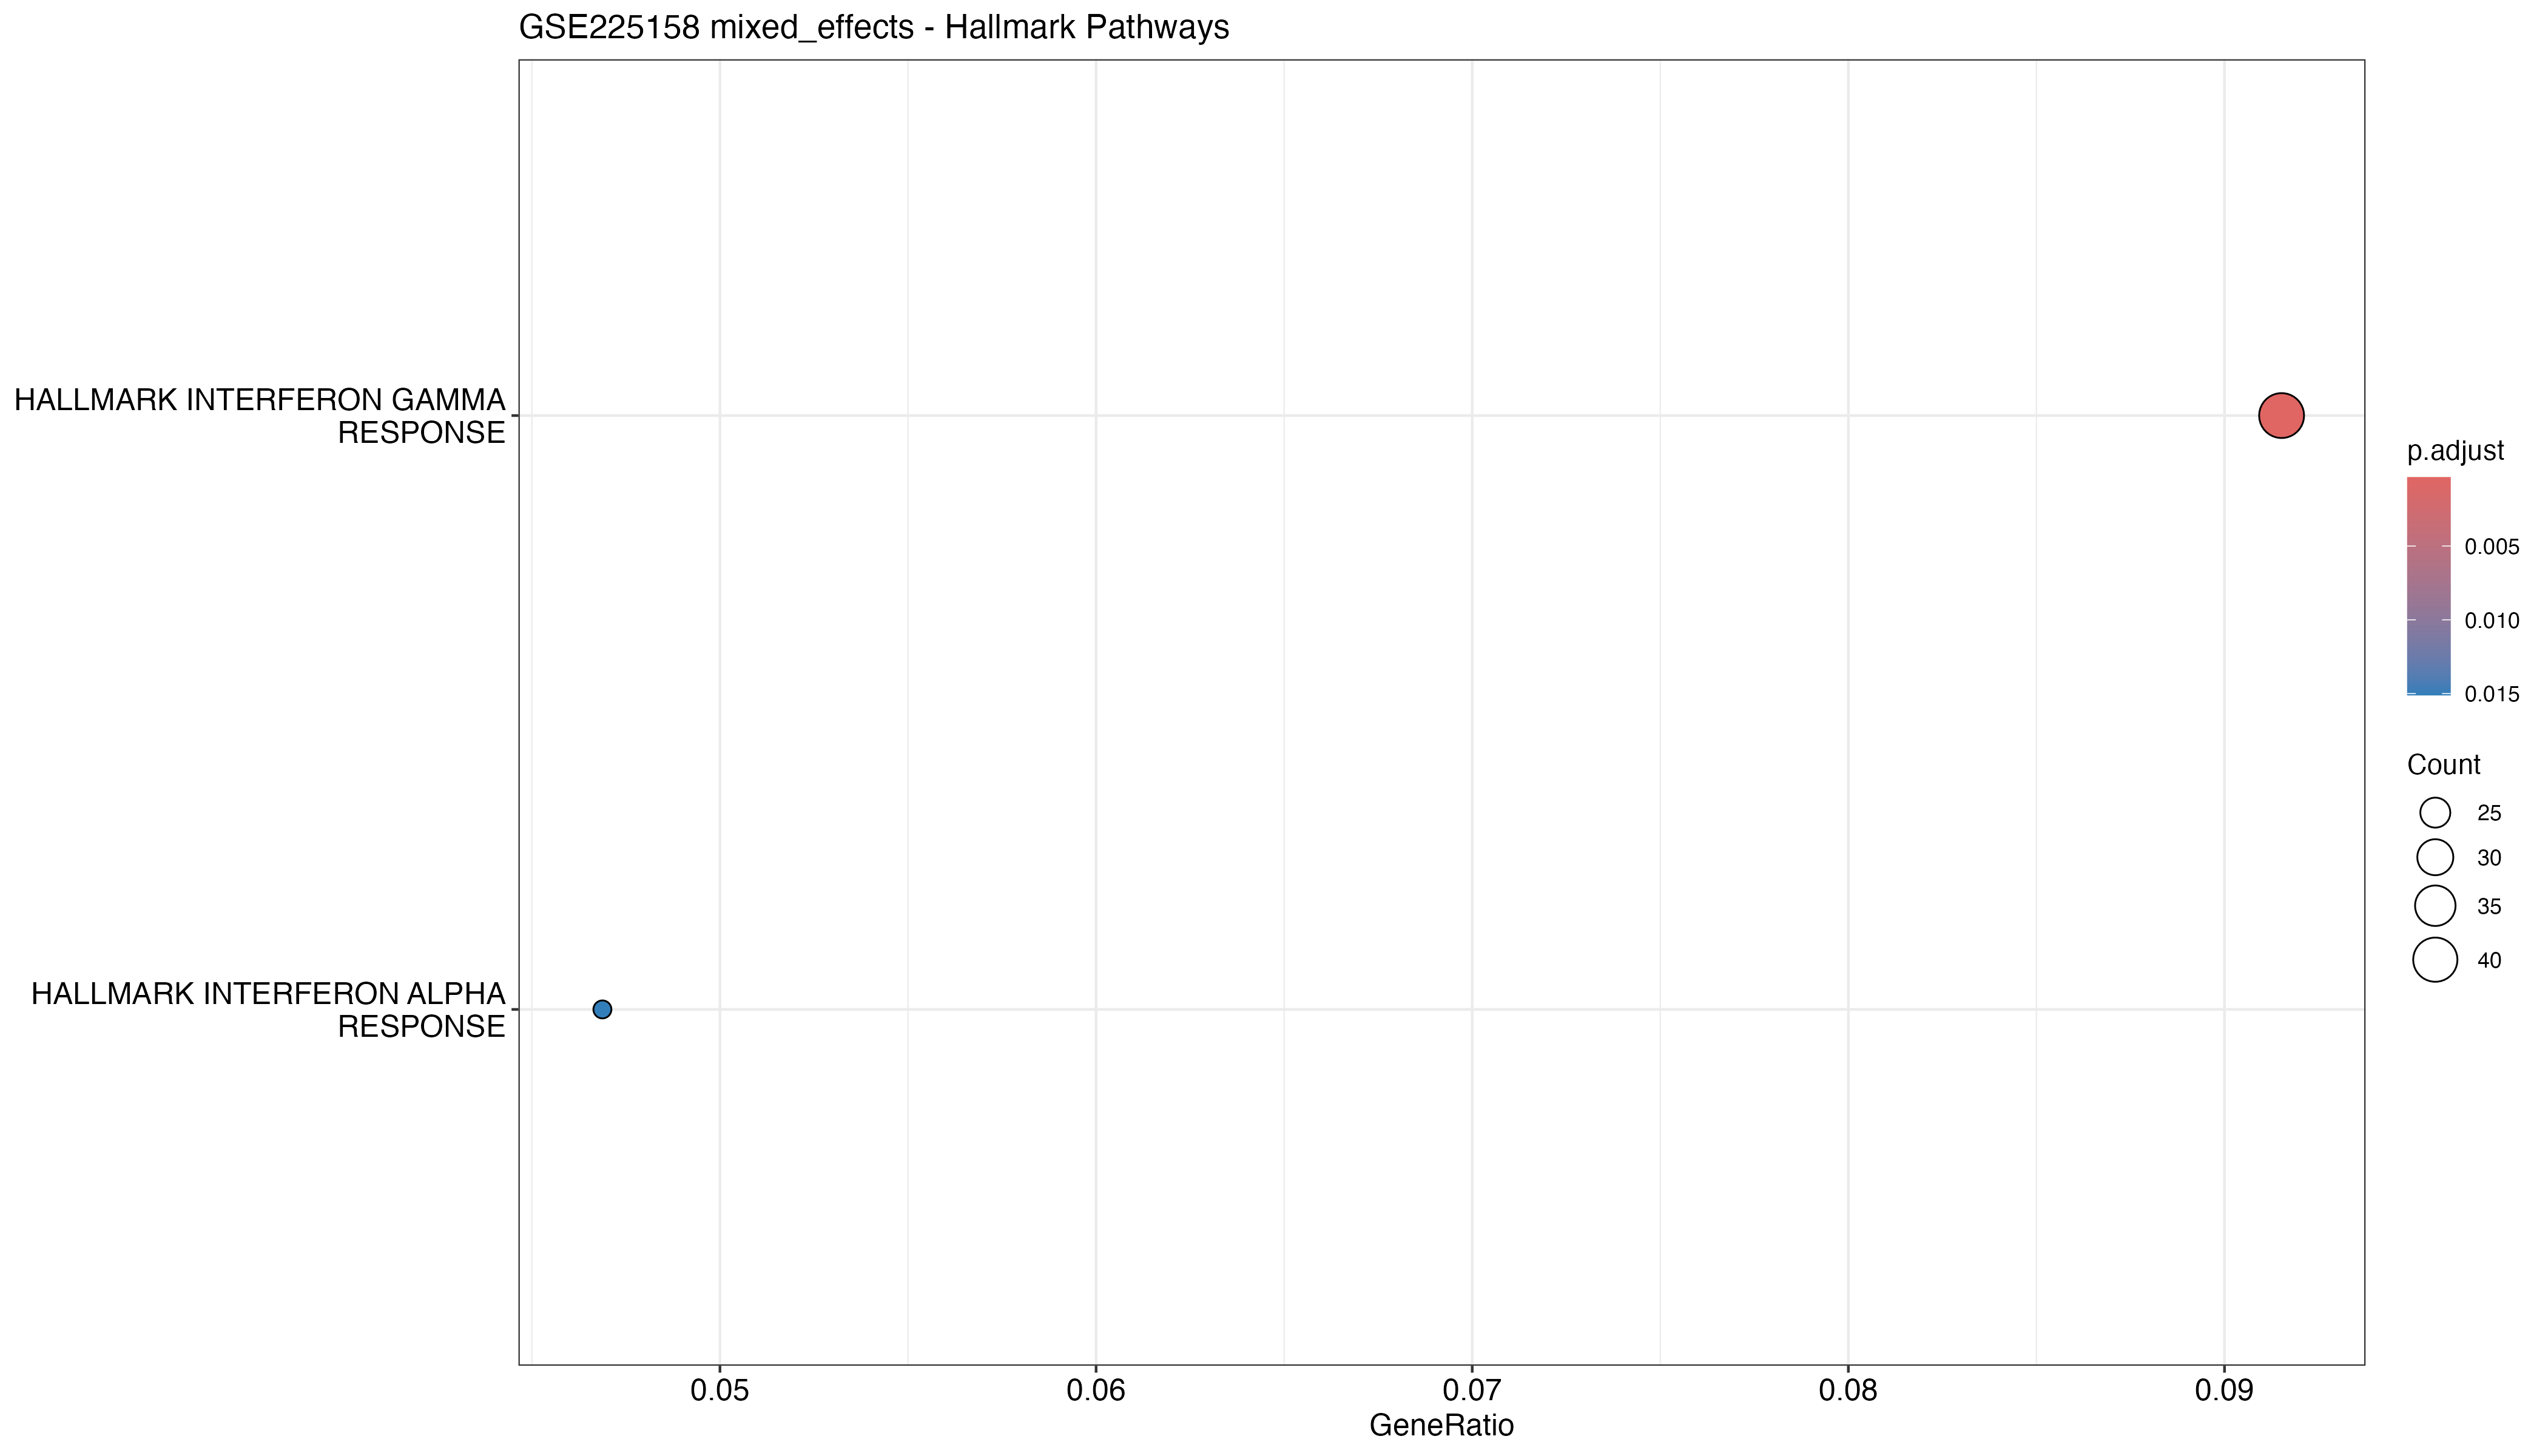 GSE225158 mixed_effects - Hallmark Pathways
HALLMARK INTERFERON GAMMA
RESPONSE
HALLMARK INTERFERON ALPHA
RESPONSE
0.05
0.06
0.07
0.08
0.09
GeneRatio
p.adjust
0.005
0.010
0.015
Count
25
30
35
40